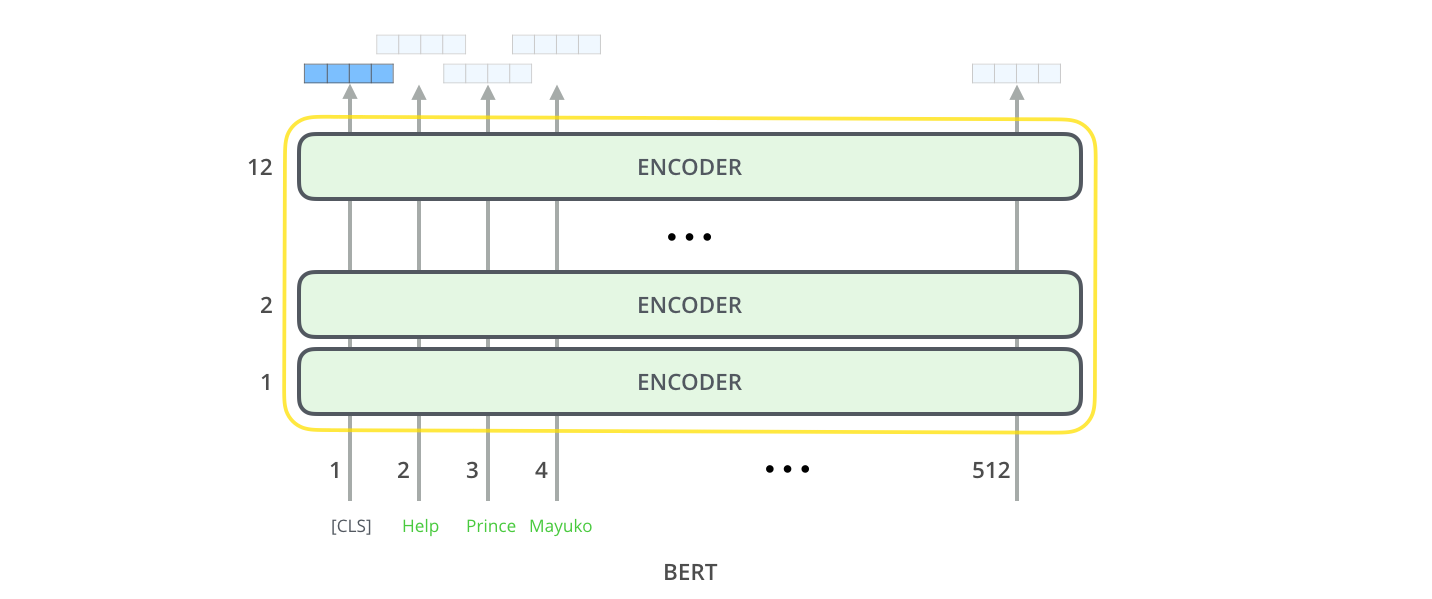 12 ENCODER
• • •
2 ENCODER
1 ENCODER
1 2 3 4 • • • 512
[CLS] Help Prince Mayuko
BERT